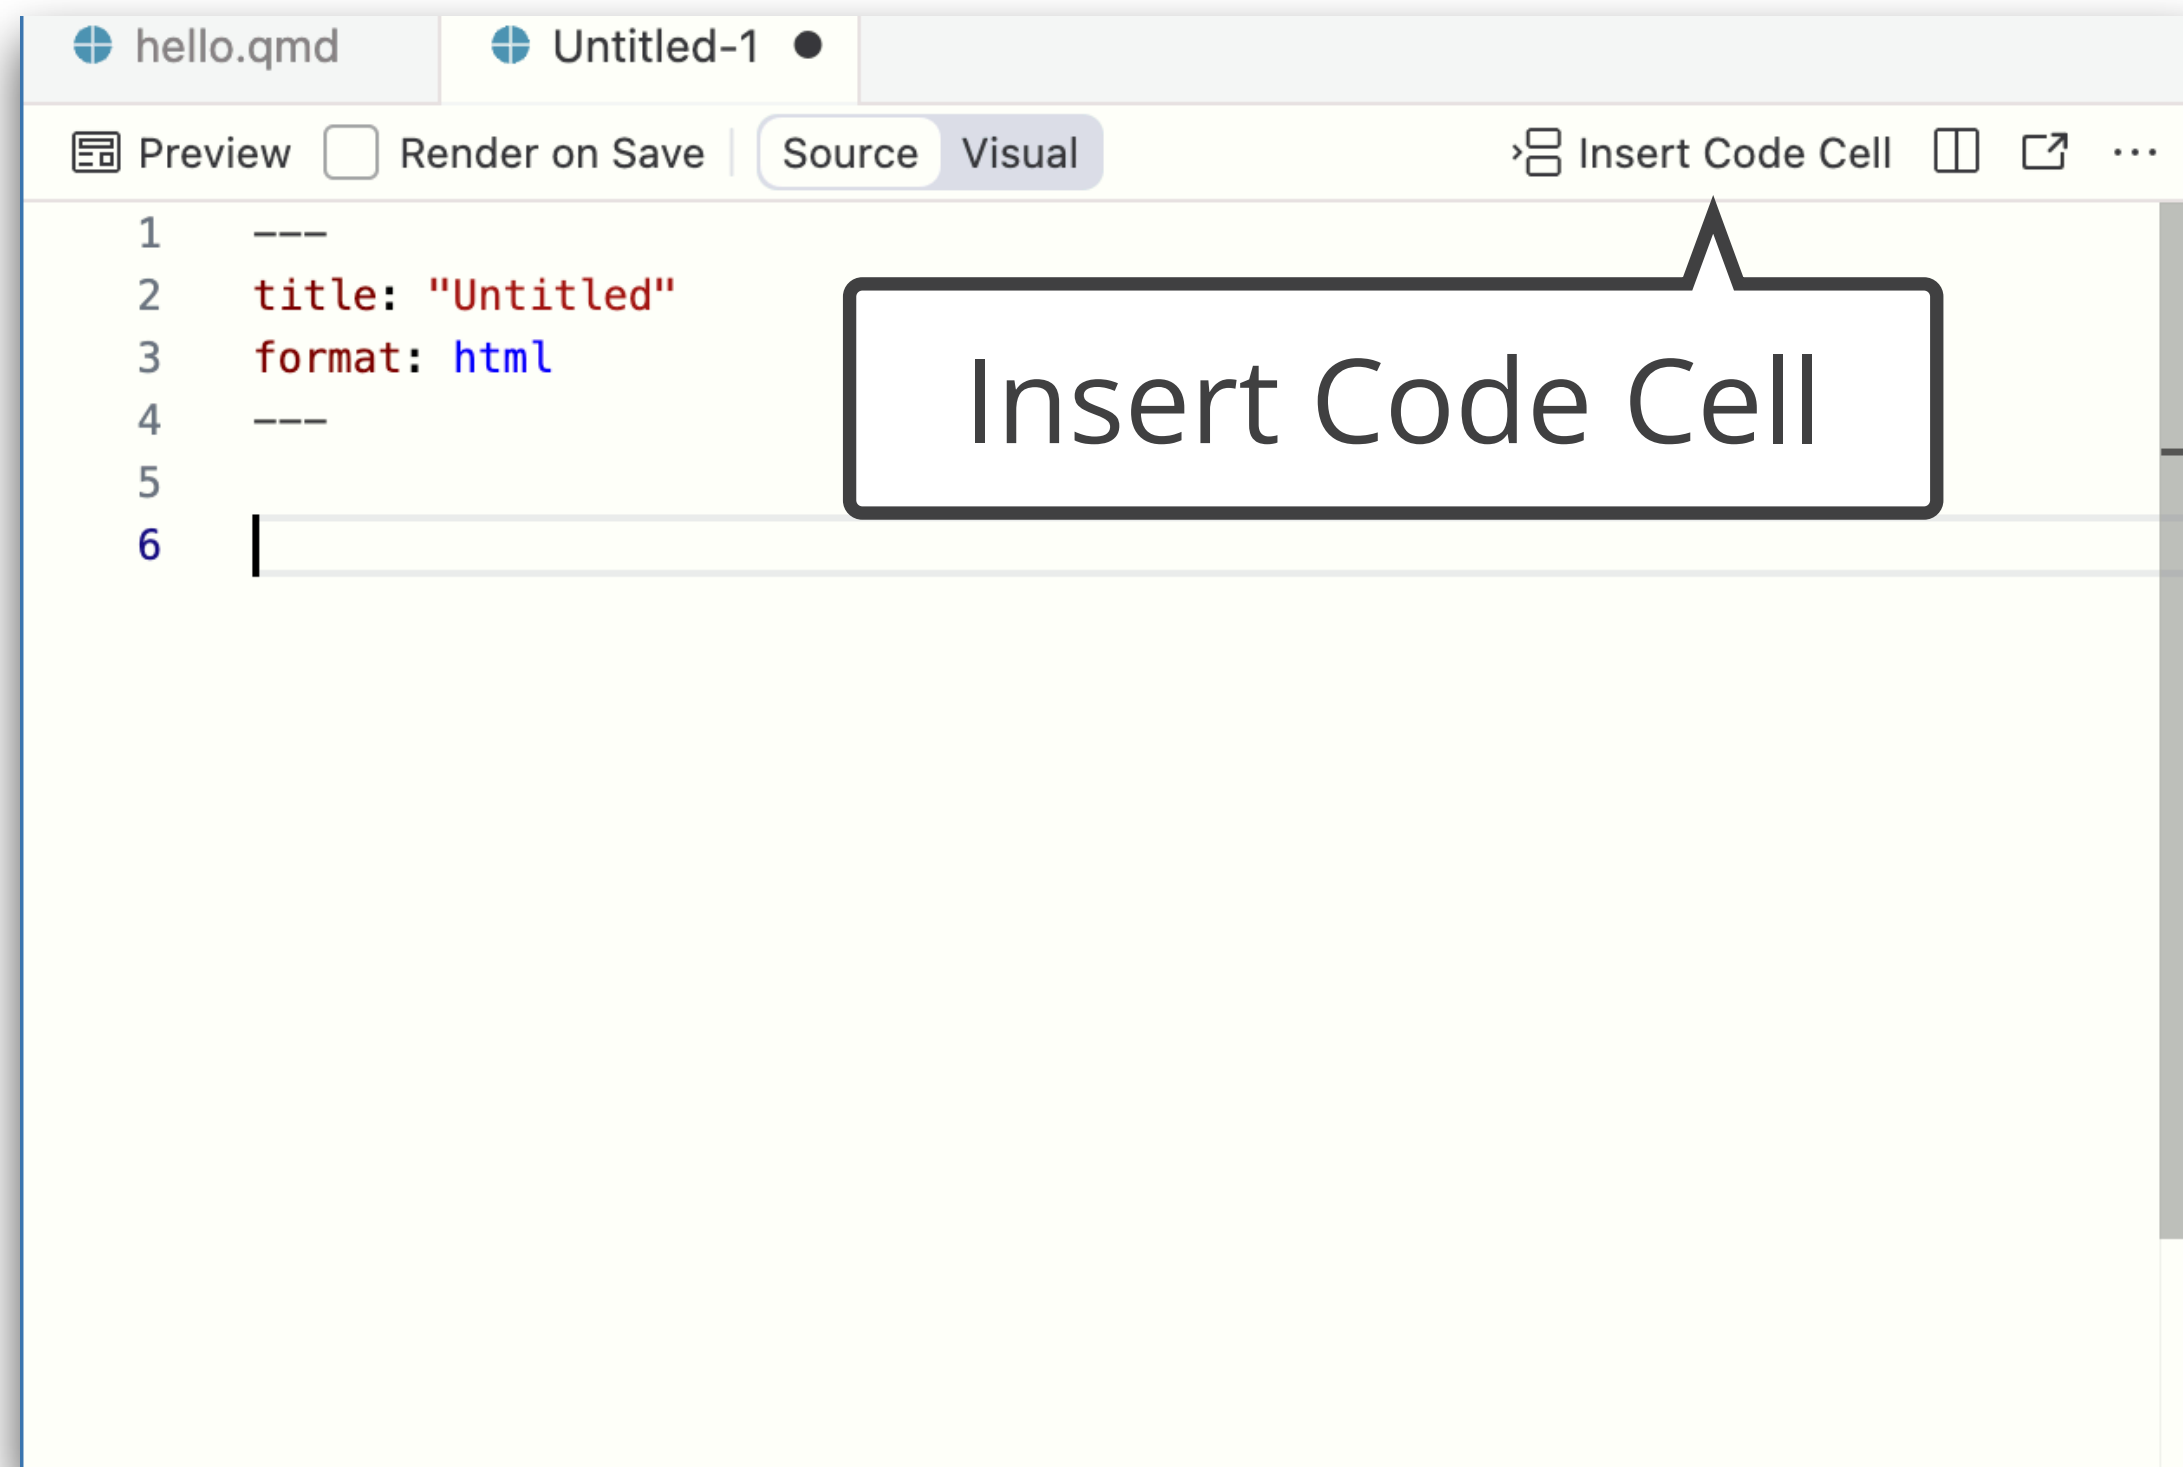 hello.qmd Untitled-1
Preview Render on Save Source Visual Insert Code Cell ...
1 ---
2 title: "Untitled"
3 format: html
4 ---
5
6
Insert Code Cell